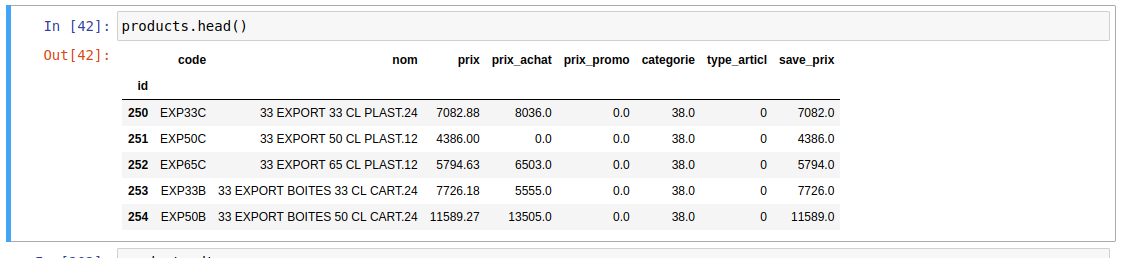 In [42]: products.head()
Out[42]:
code nom prix prix_achat prix_promo categorie type_articl save_prix
id
250 EXP33C 33 EXPORT 33 CL PLAST.24 7082.88 8036.0 0.0 38.0 0 7082.0
251 EXP50C 33 EXPORT 50 CL PLAST.12 4386.00 0.0 0.0 38.0 0 4386.0
252 EXP65C 33 EXPORT 65 CL PLAST.12 5794.63 6503.0 0.0 38.0 0 5794.0
253 EXP33B 33 EXPORT BOITES 33 CL CART.24 7726.18 5555.0 0.0 38.0 0 7726.0
254 EXP50B 33 EXPORT BOITES 50 CL CART.24 11589.27 13505.0 0.0 38.0 0 11589.0